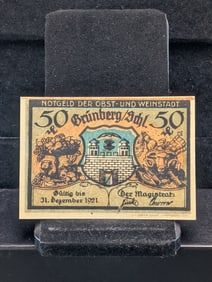 NOTGELD DER OBST- UND WEINSTADT
50 Grünberg/Schl. 50
Gültig bis
31. Dezember 1921.
Der Magistrat: